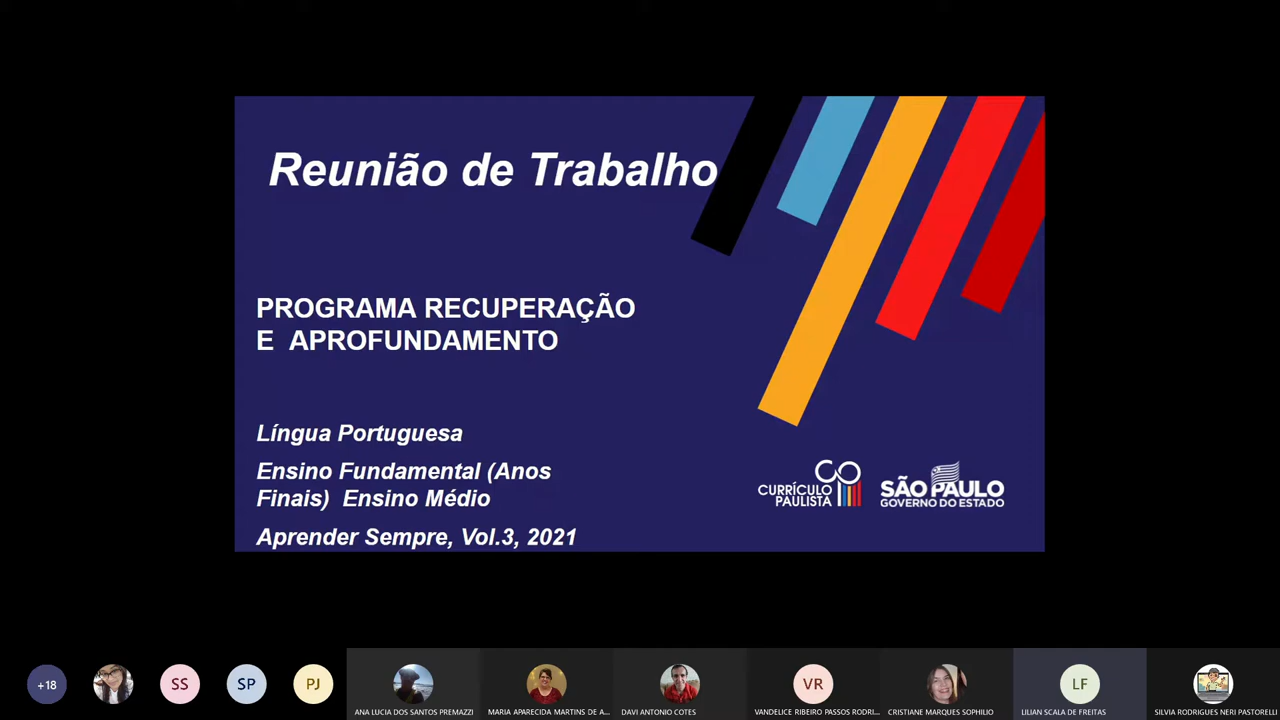 Reunião de Trabalho
PROGRAMA RECUPERAÇÃO
E APROFUNDAMENTO
Língua Portuguesa
Ensino Fundamental (Anos
Finais) Ensino Médio
Aprender Sempre, Vol.3, 2021
CURRÍCULO
PAULISTA
SÃO PAULO
GOVERNO DO ESTADO
+18
SS
SP
PJ
ANA LUCIA DOS SANTOS PREMAZZI
MARIA APARECIDA MARTINS DE A...
DAVI ANTONIO COTES
VR
VANDELICE RIBEIRO PASSOS RODRI...
CRISTIANE MARQUES SOPHILIO
LF
LILIAN SCALA DE FREITAS
SILVIA RODRIGUES NERI PASTORELLI